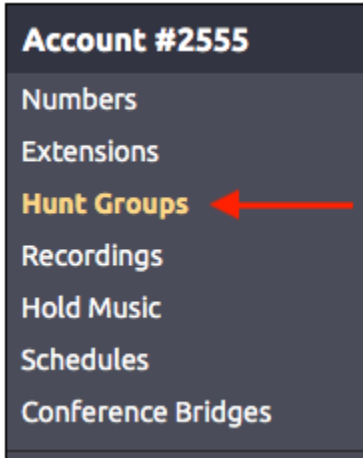 Account #2555
Numbers
Extensions
Hunt Groups
Recordings
Hold Music
Schedules
Conference Bridges